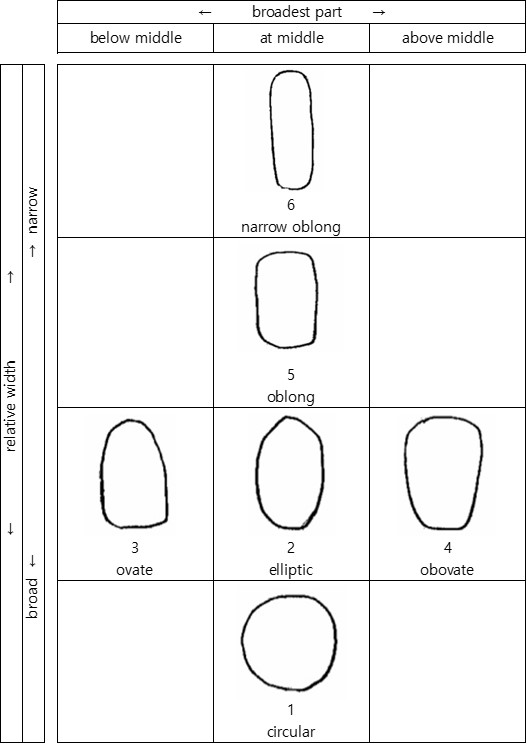 ← broadest part →
below middle at middle above middle
← relative width →
broad ← → narrow
6
narrow oblong
5
oblong
3 2 4
ovate elliptic obovate
1
circular